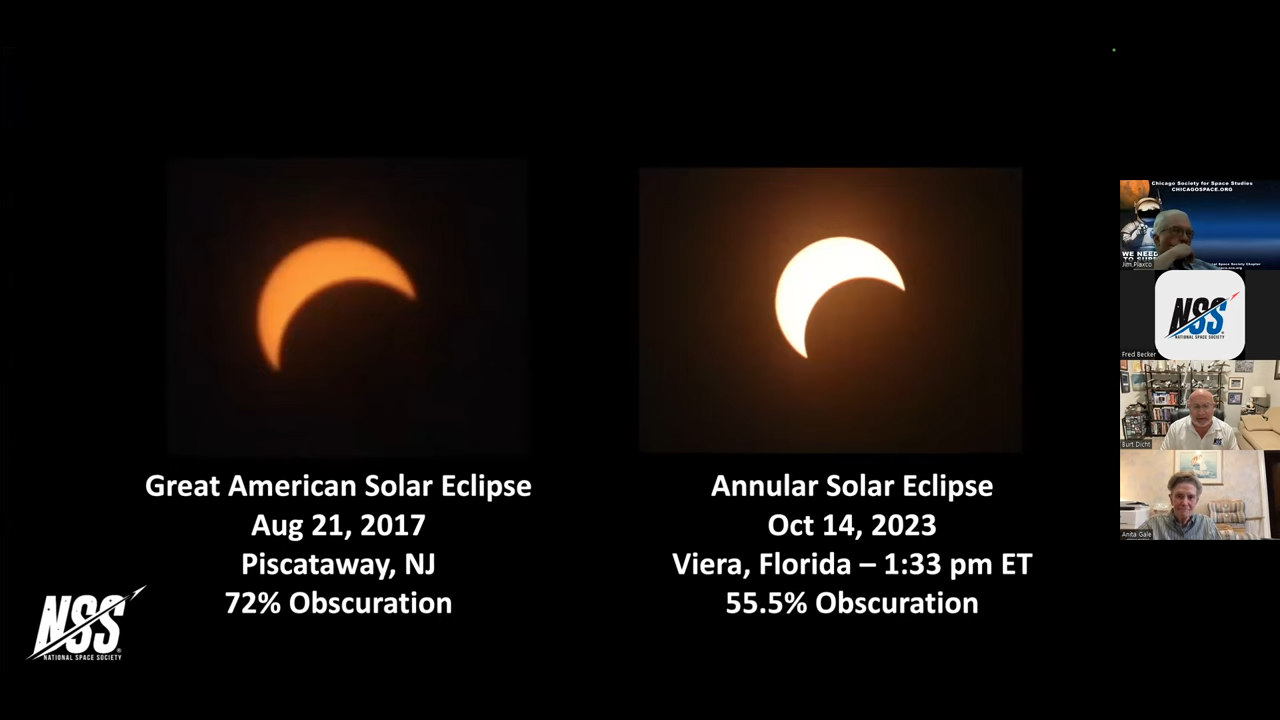 Great American Solar Eclipse
Aug 21, 2017
Piscataway, NJ
72% Obscuration
Annular Solar Eclipse
Oct 14, 2023
Viera, Florida – 1:33 pm ET
55.5% Obscuration
NSS
NATIONAL SPACE SOCIETY
Chicago Society for Space Studies
CHICAGOSPACE.ORG
WE NEED
Jim Plaxco
NSS
NATIONAL SPACE SOCIETY
Fred Becker
Burt Dicht
Anita Gale